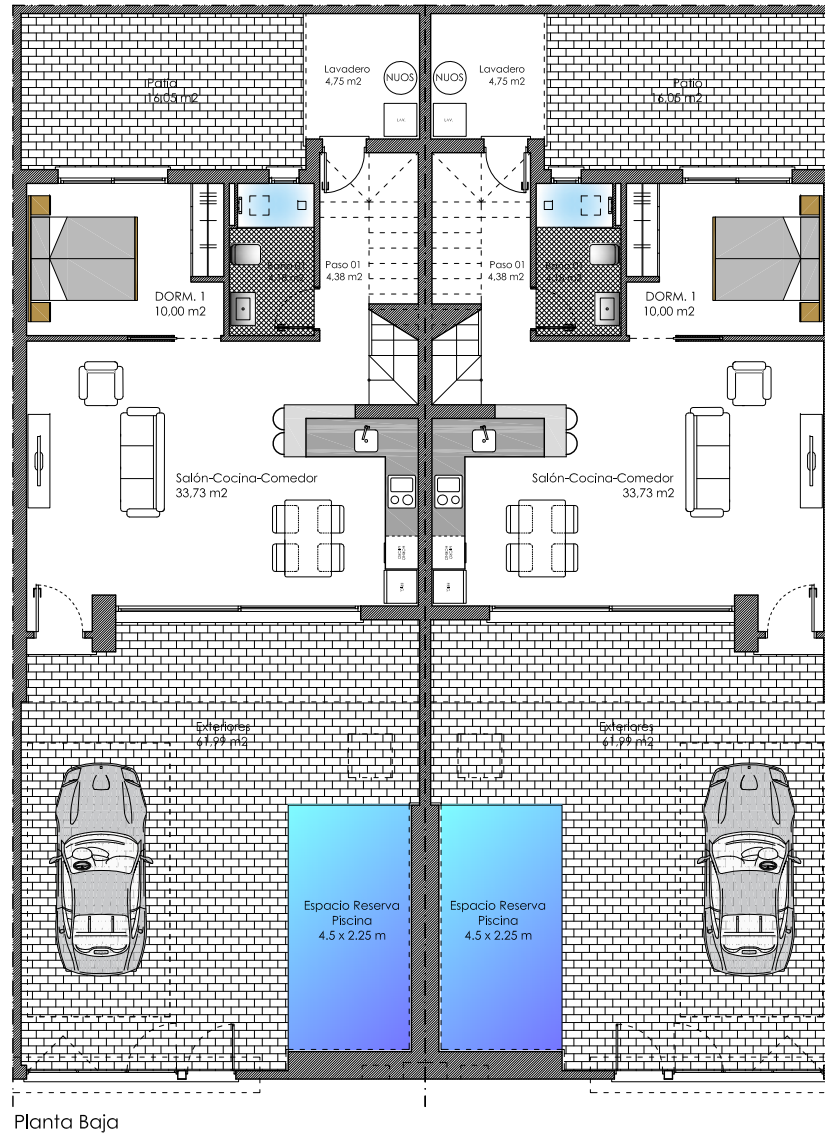 Lavadero
4,75 m2
NUOS
NUOS
Lavadero
4,75 m2
Patio
16,05 m2
Patio
16,05 m2
LAV.
LAV.
Paso 01
4,38 m2
Paso 01
4,38 m2
DORM. 1
10,00 m2
DORM. 1
10,00 m2
Salón-Cocina-Comedor
33,73 m2
Salón-Cocina-Comedor
33,73 m2
Exteriores
61,99 m2
Exteriores
61,99 m2
Espacio Reserva
Piscina
4.5 x 2.25 m
Espacio Reserva
Piscina
4.5 x 2.25 m
Planta Baja